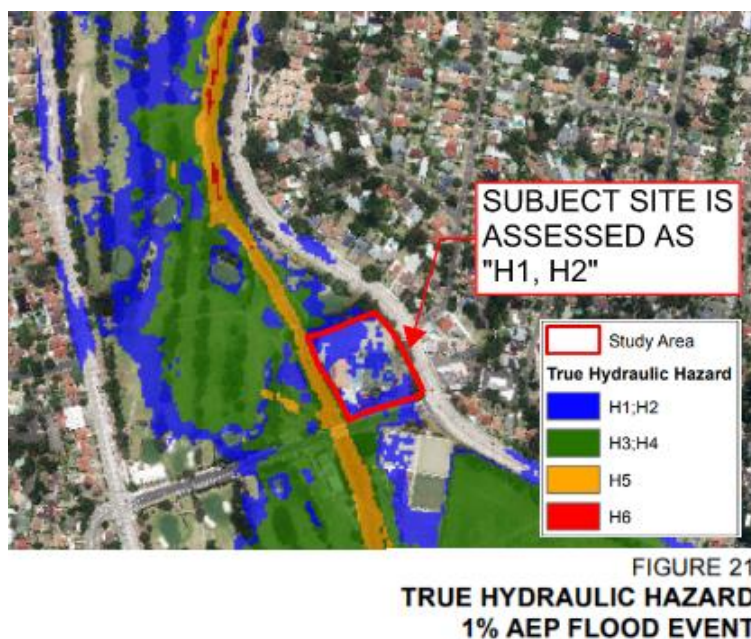 SUBJECT SITE IS
ASSESSED AS
"H1, H2"
Study Area
True Hydraulic Hazard
H1;H2
H3;H4
H5
H6
FIGURE 21
TRUE HYDRAULIC HAZARD
1% AEP FLOOD EVENT